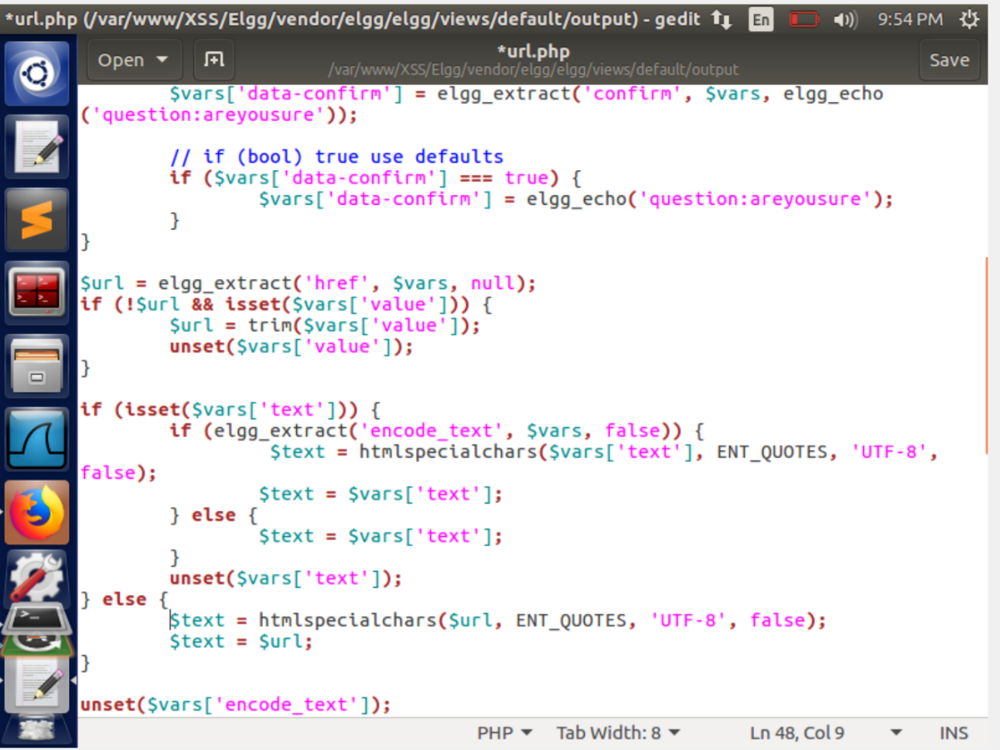 *url.php (/var/www/XSS/Elgg/vendor/elgg/elgg/views/default/output) - gedit En 9:54 PM
Open *url.php Save
/var/www/XSS/Elgg/vendor/elgg/elgg/views/default/output
$vars['data-confirm'] = elgg_extract('confirm', $vars, elgg_echo
('question:areyousure'));
// if (bool) true use defaults
if ($vars['data-confirm'] === true) {
$vars['data-confirm'] = elgg_echo('question:areyousure');
}
}
$url = elgg_extract('href', $vars, null);
if (!$url && isset($vars['value'])) {
$url = trim($vars['value']);
unset($vars['value']);
}
if (isset($vars['text'])) {
if (elgg_extract('encode_text', $vars, false)) {
$text = htmlspecialchars($vars['text'], ENT_QUOTES, 'UTF-8',
false);
$text = $vars['text'];
} else {
$text = $vars['text'];
}
unset($vars['text']);
} else {
$text = htmlspecialchars($url, ENT_QUOTES, 'UTF-8', false);
$text = $url;
}
unset($vars['encode_text']);
PHP Tab Width: 8 Ln 48, Col 9 INS